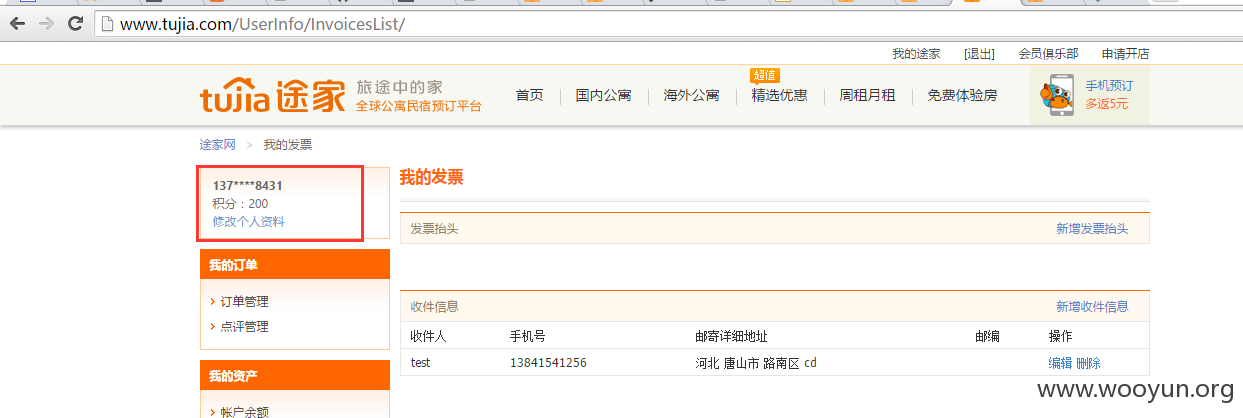 www.tujia.com/UserInfo/InvoicesList/
我的途家 [退出] 会员俱乐部 申请开店
tujia 途家 旅途中的家
全球公寓民宿预订平台
首页 国内公寓 海外公寓 超值 精选优惠 周租月租 免费体验房
手机预订
多返5元
途家网 > 我的发票
137****8431
积分：200
修改个人资料
我的订单
订单管理
点评管理
我的资产
帐户余额
我的发票
发票抬头 新增发票抬头
收件信息 新增收件信息
收件人 手机号 邮寄详细地址 邮编 操作
test 13841541256 河北 唐山市 路南区 cd 编辑 删除
www.wooyun.org